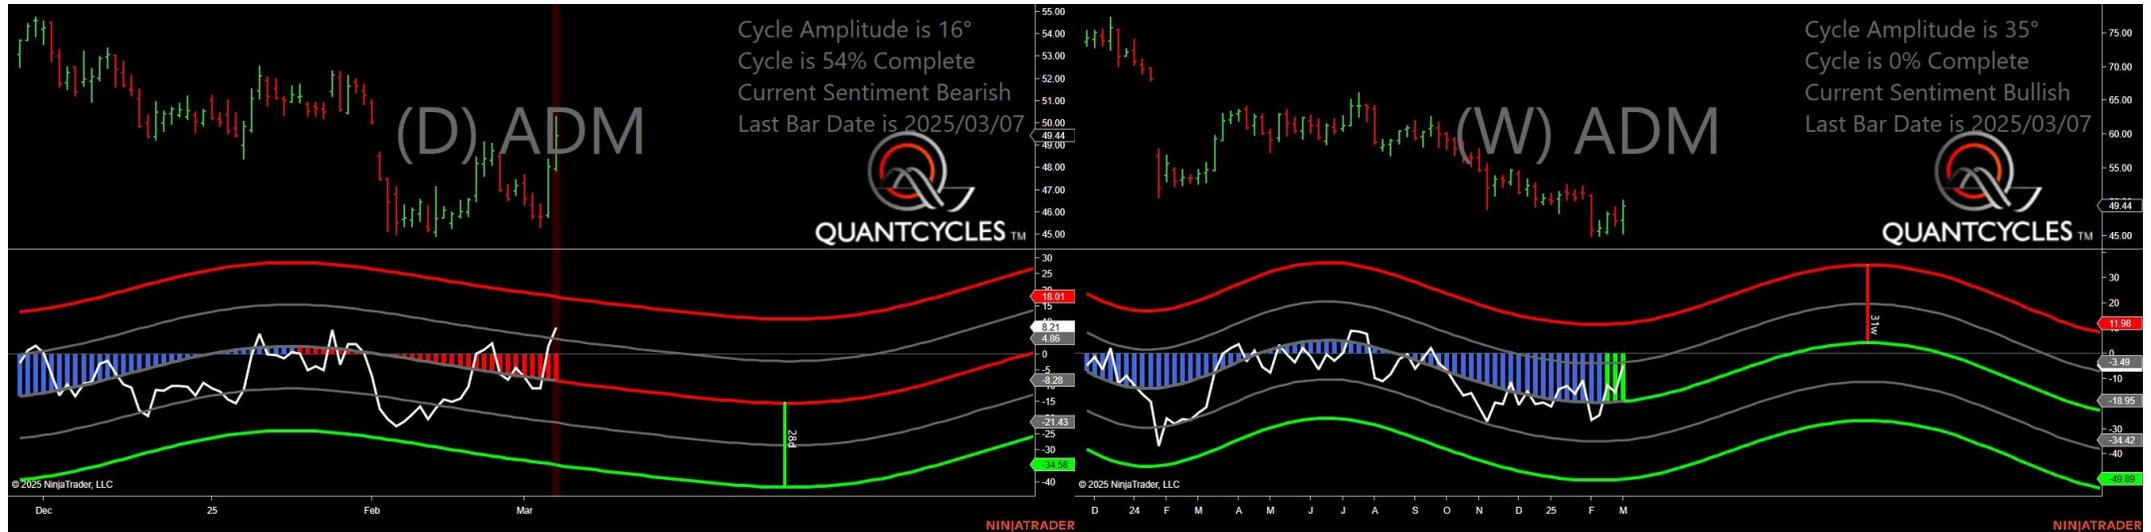 Cycle Amplitude is 16°
Cycle is 54% Complete
Current Sentiment Bearish
Last Bar Date is 2025/03/07
(D) ADM
QUANTCYCLES TM
55.00
54.00
53.00
52.00
51.00
50.00
49.44
49.00
48.00
47.00
46.00
45.00
30
25
18.01
15
8.21
4.86
0
-5
-8.28
-15
-21.43
-25
-30
-34.58
-40
28d
© 2025 NinjaTrader, LLC
Dec 25 Feb Mar
NINJATRADER
Cycle Amplitude is 35°
Cycle is 0% Complete
Current Sentiment Bullish
Last Bar Date is 2025/03/07
(W) ADM
QUANTCYCLES TM
75.00
70.00
65.00
60.00
55.00
49.44
45.00
30
20
11.98
0
-3.49
-10
-18.95
-30
-34.42
-40
-49.89
31w
© 2025 NinjaTrader, LLC
D 24 F M A M J J A S O N D 25 F M
NINJATRADER